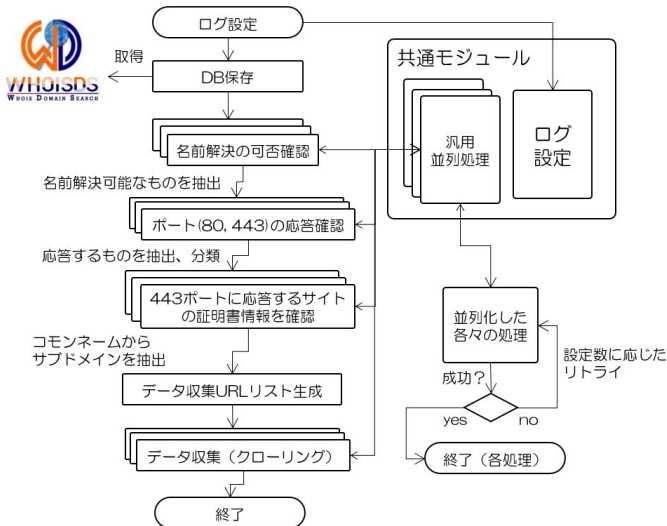 ログ設定
取得
WHOISDS
WHOIS DOMAIN SEARCH
DB保存
共通モジュール
汎用
並列処理
ログ
設定
名前解決の可否確認
名前解決可能なものを抽出
ポート(80, 443)の応答確認
応答するものを抽出、分類
443ポートに応答するサイト
の証明書情報を確認
コモンネームから
サブドメインを抽出
データ収集URLリスト生成
データ収集（クローリング）
終了
並列化した
各々の処理
設定数に応じた
リトライ
成功？
yes
no
終了（各処理）